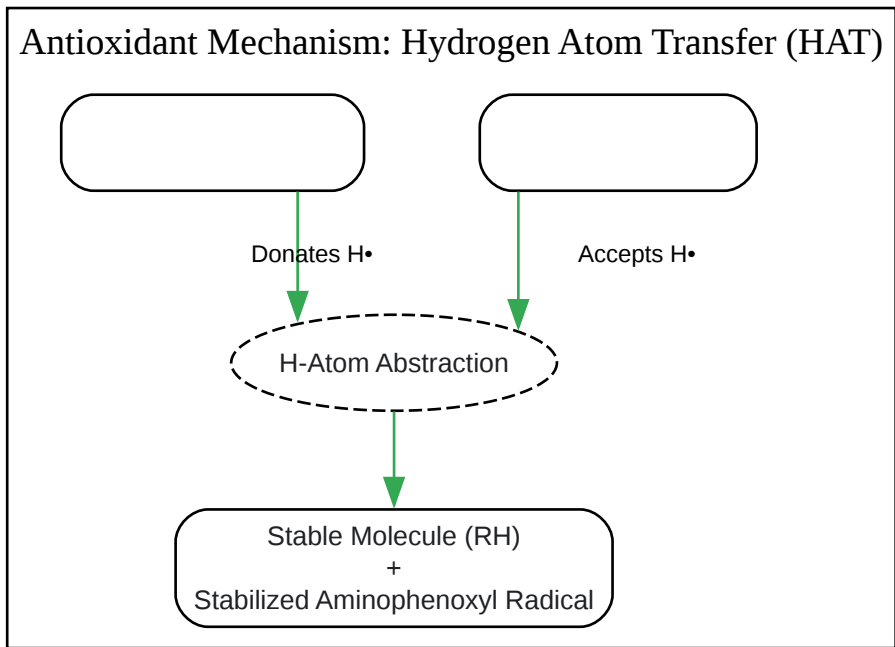 Antioxidant Mechanism: Hydrogen Atom Transfer (HAT)
Donates H•
Accepts H•
H-Atom Abstraction
Stable Molecule (RH)
+
Stabilized Aminophenoxyl Radical